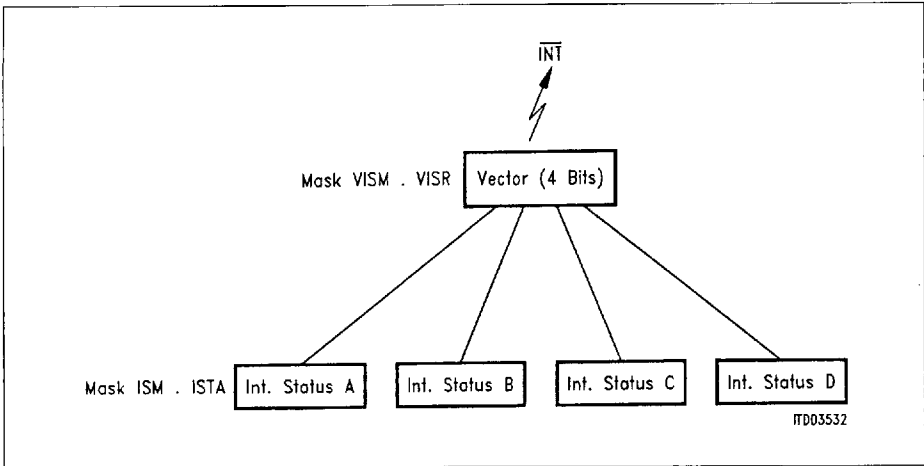 INT
Mask VISM . VISR Vector (4 Bits)
Mask ISM . ISTA Int. Status A Int. Status B Int. Status C Int. Status D
ITD03532